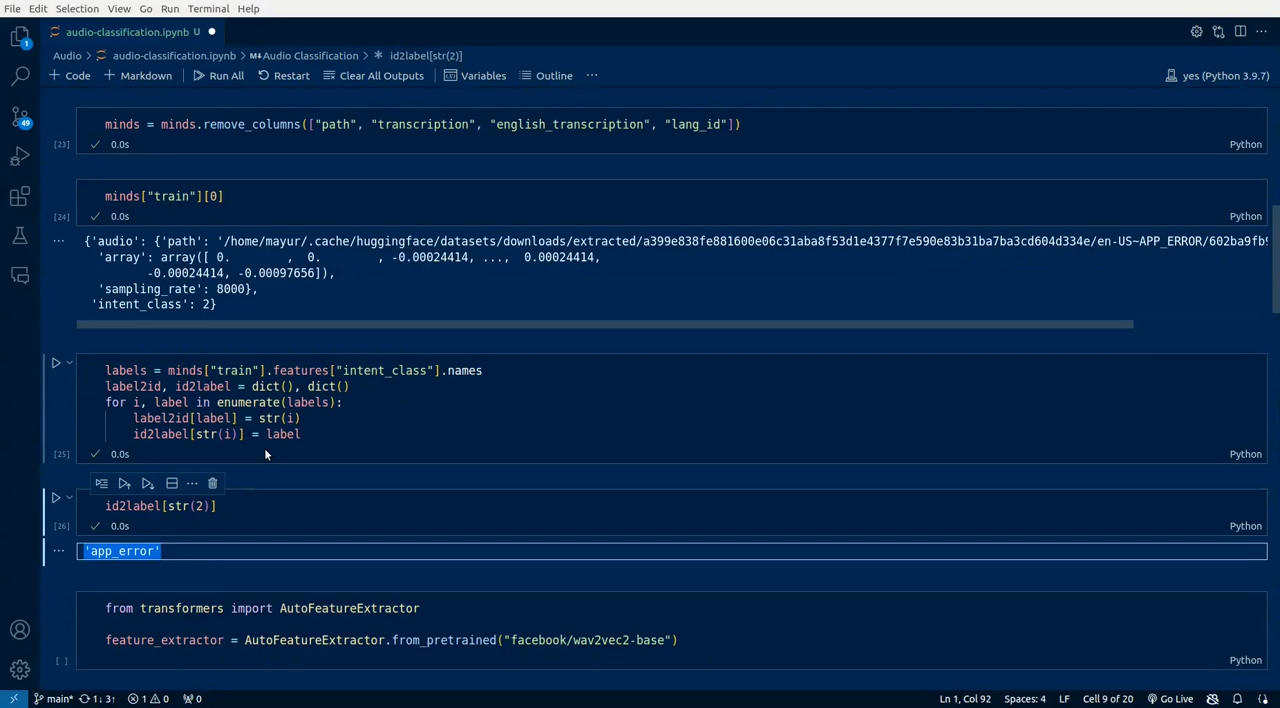 File Edit Selection View Go Run Terminal Help
audio-classification.ipynb U
Audio > audio-classification.ipynb > M↓Audio Classification > id2label[str(2)]
+ Code + Markdown Run All Restart Clear All Outputs Variables Outline ... yes (Python 3.9.7)
minds = minds.remove_columns(["path", "transcription", "english_transcription", "lang_id"])
[23] ✓ 0.0s Python
minds["train"][0]
[24] ✓ 0.0s Python
{'audio': {'path': '/home/mayur/.cache/huggingface/datasets/downloads/extracted/a399e838fe881600e06c31aba8f53d1e4377f7e590e83b31ba7ba3cd604d334e/en-US~APP_ERROR/602ba9fb9
'array': array([ 0. , 0. , -0.00024414, ..., 0.00024414,
-0.00024414, -0.00097656]),
'sampling_rate': 8000},
'intent_class': 2}
labels = minds["train"].features["intent_class"].names
label2id, id2label = dict(), dict()
for i, label in enumerate(labels):
label2id[label] = str(i)
id2label[str(i)] = label
[25] ✓ 0.0s Python
id2label[str(2)]
[26] ✓ 0.0s Python
'app_error'
from transformers import AutoFeatureExtractor
feature_extractor = AutoFeatureExtractor.from_pretrained("facebook/wav2vec2-base")
[ ] Python
1
49
main* 1↓ 3↑ 1 0 0 Ln 1, Col 92 Spaces: 4 LF Cell 9 of 20 Go Live